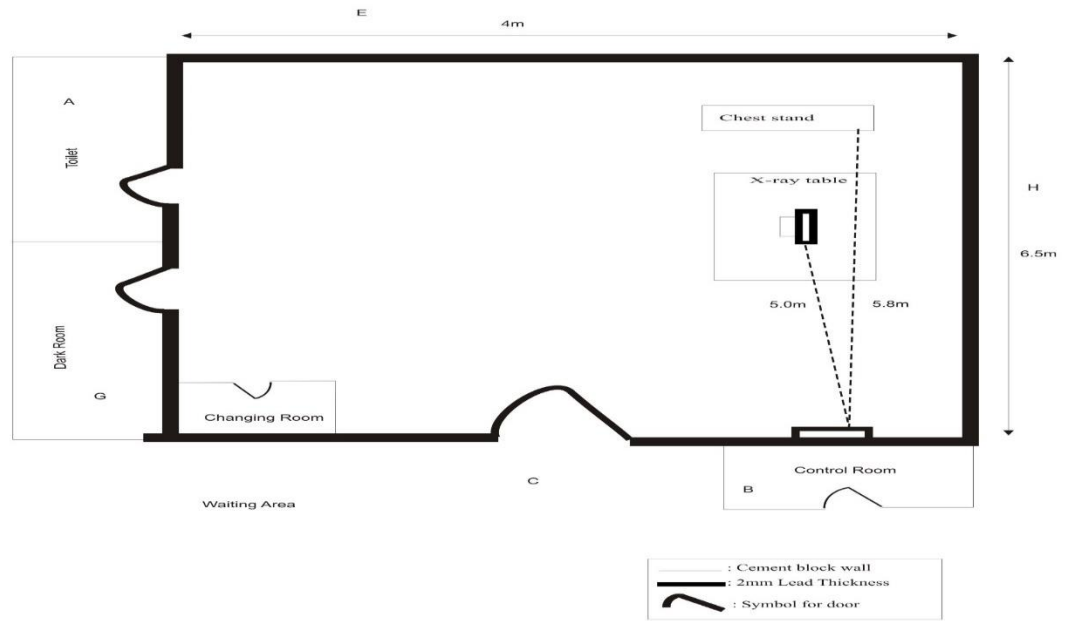 E
4m
A
Toilet
Chest stand
X-ray table
H
6.5m
5.0m
5.8m
Dark Room
G
Changing Room
C
Control Room
B
Waiting Area
: Cement block wall
: 2mm Lead Thickness
: Symbol for door